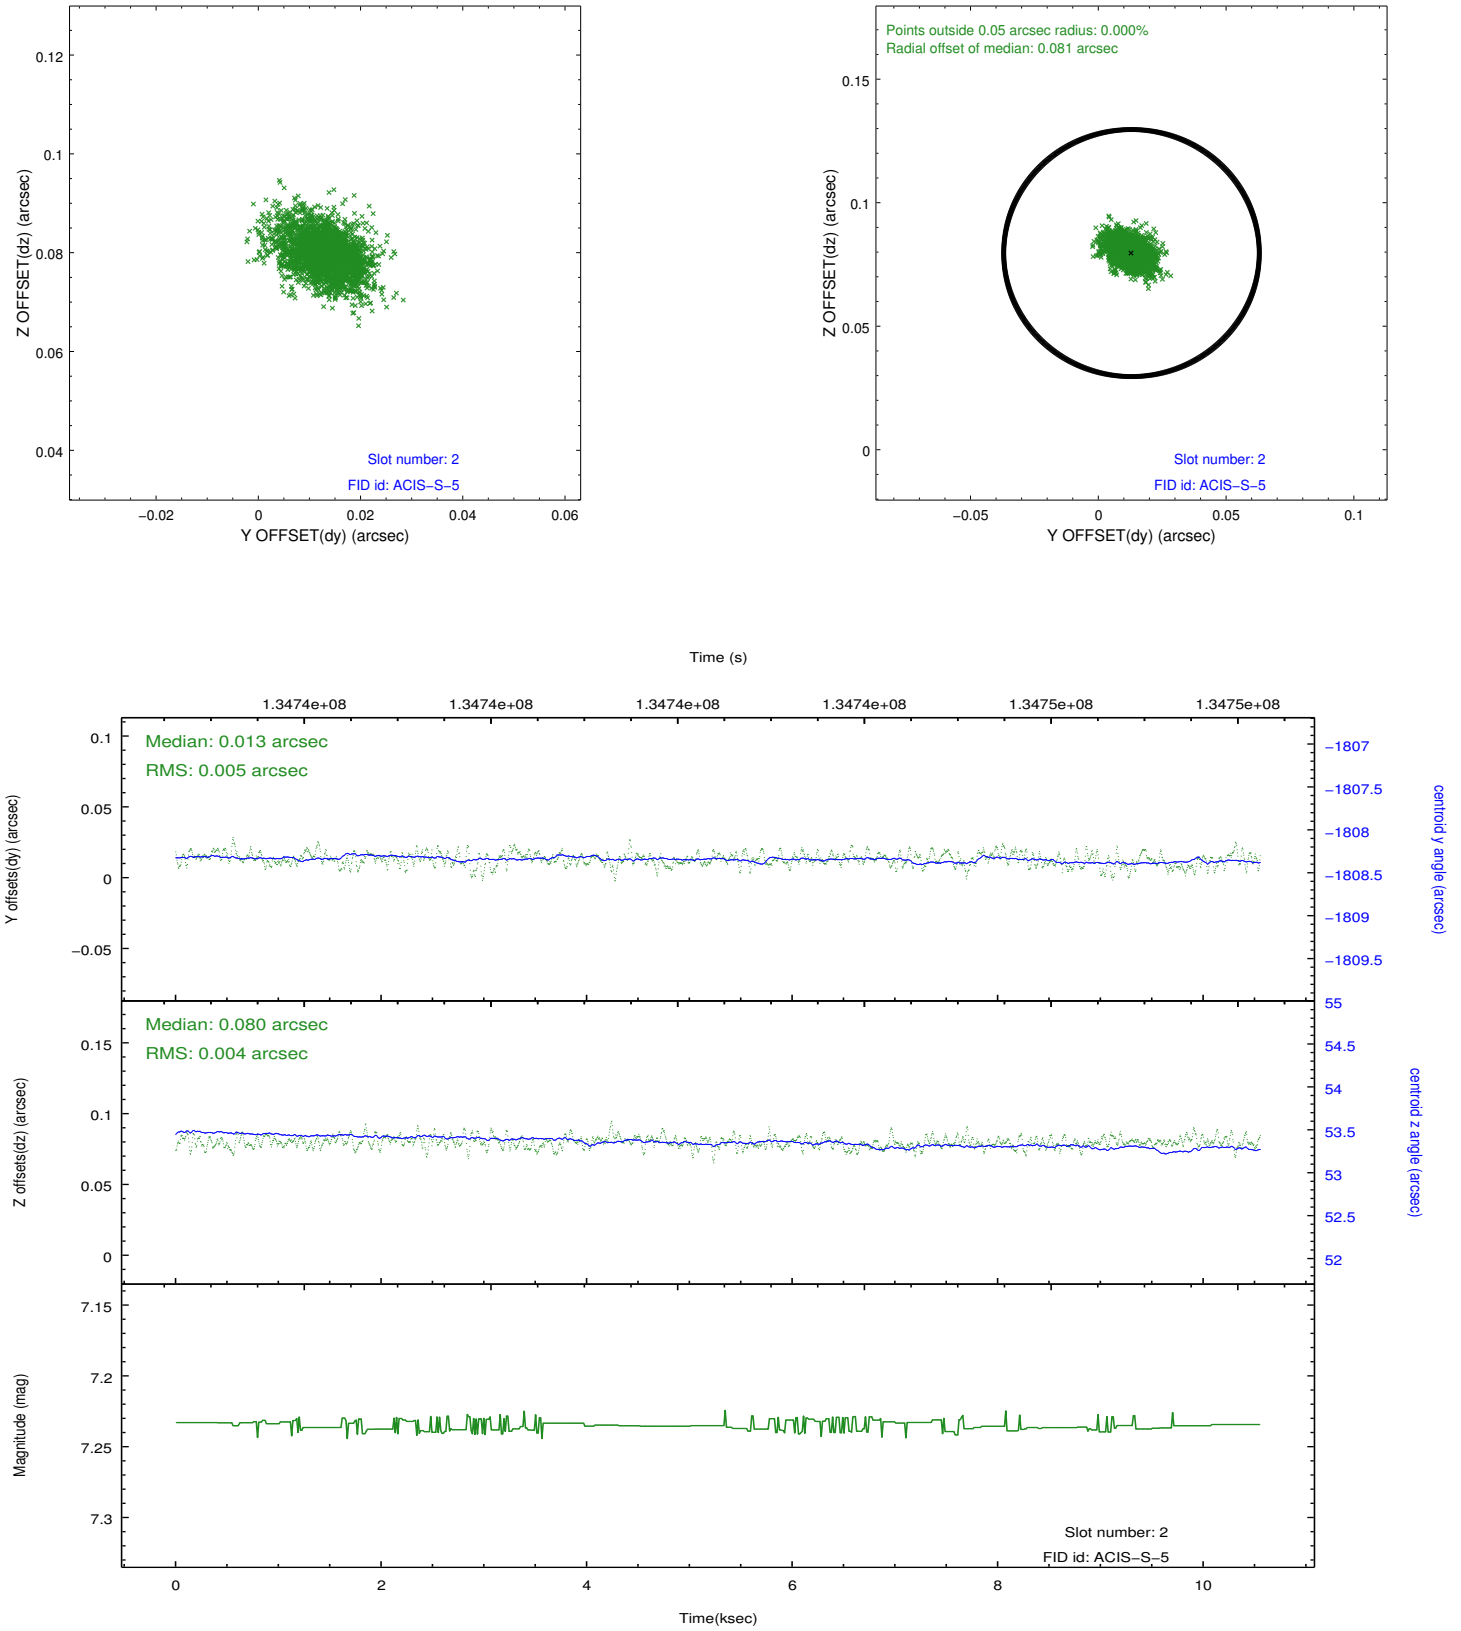 0.12
0.1
0.08
0.06
0.04
Z OFFSET(dz) (arcsec)
−0.02
0
0.02
0.04
0.06
Y OFFSET(dy) (arcsec)
Slot number: 2
FID id: ACIS−S−5
Points outside 0.05 arcsec radius: 0.000%
Radial offset of median: 0.081 arcsec
0.15
0.1
0.05
0
Z OFFSET(dz) (arcsec)
−0.05
0
0.05
0.1
Y OFFSET(dy) (arcsec)
Slot number: 2
FID id: ACIS−S−5
Time (s)
1.3474e+08
1.3474e+08
1.3474e+08
1.3474e+08
1.3475e+08
1.3475e+08
Median: 0.013 arcsec
RMS: 0.005 arcsec
0.1
0.05
0
−0.05
Y offsets(dy) (arcsec)
−1807
−1807.5
−1808
−1808.5
−1809
−1809.5
centroid y angle (arcsec)
Median: 0.080 arcsec
RMS: 0.004 arcsec
0.15
0.1
0.05
0
Z offsets(dz) (arcsec)
55
54.5
54
53.5
53
52.5
52
centroid z angle (arcsec)
7.15
7.2
7.25
7.3
Magnitude (mag)
Slot number: 2
FID id: ACIS−S−5
0
2
4
6
8
10
Time(ksec)